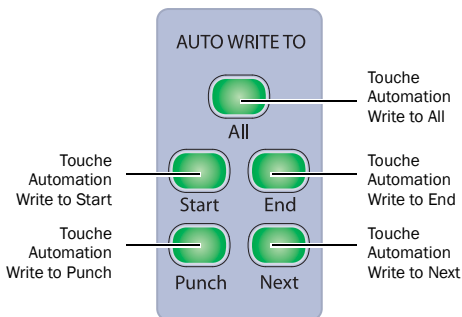 AUTO WRITE TO
Touche
Automation
Write to All
All
Touche
Automation
Write to Start
Touche
Automation
Write to End
Start
End
Touche
Automation
Write to Punch
Touche
Automation
Write to Next
Punch
Next